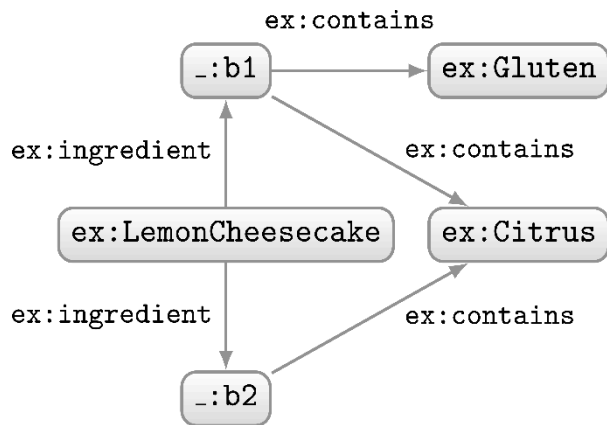 ex:contains
_:b1
ex:Gluten
ex:ingredient
ex:contains
ex:LemonCheesecake
ex:Citrus
ex:ingredient
ex:contains
_:b2